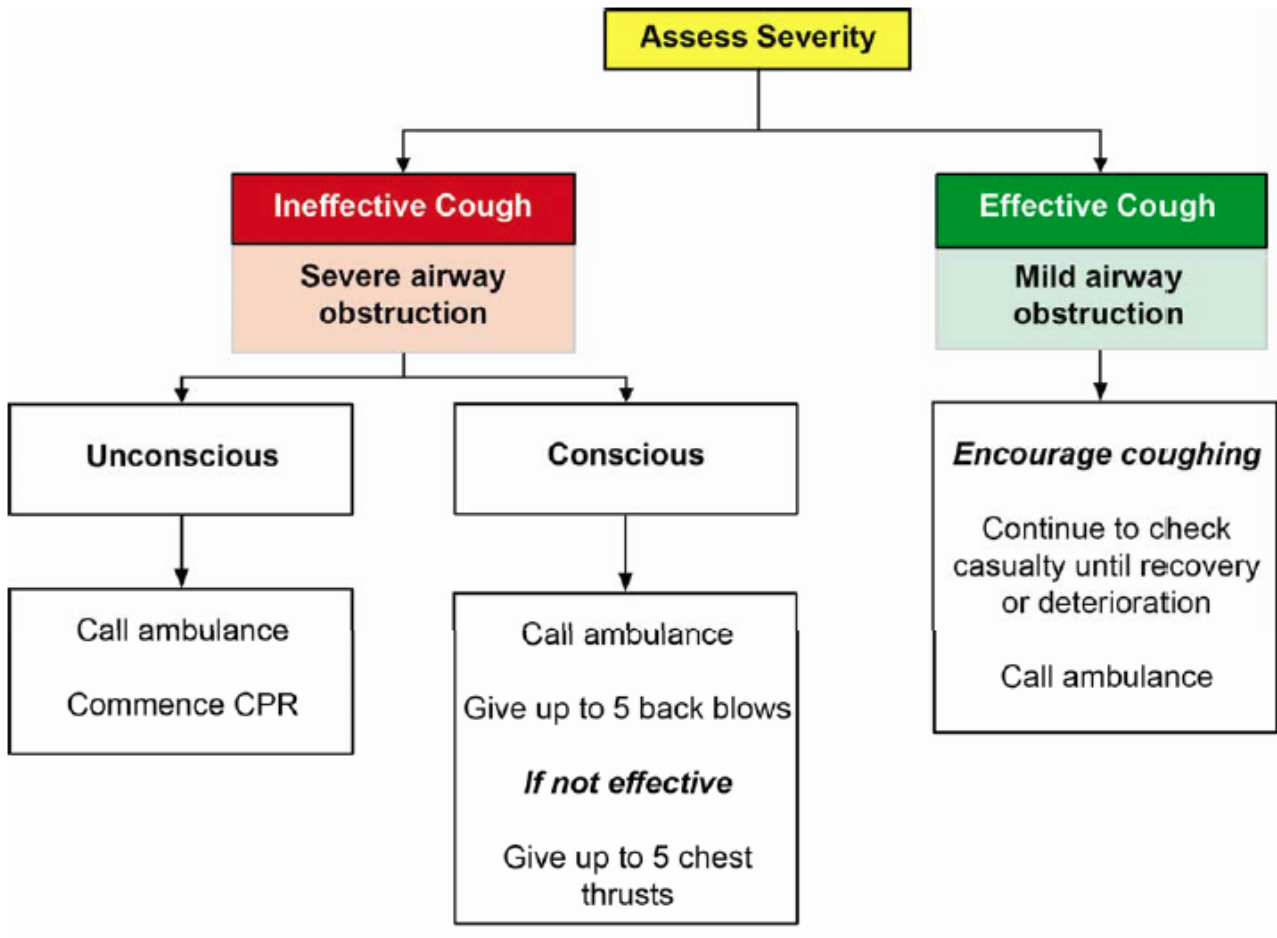 Assess Severity
Ineffective Cough
Severe airway
obstruction
Unconscious
Call ambulance
Commence CPR
Conscious
Call ambulance
Give up to 5 back blows
If not effective
Give up to 5 chest
thrusts
Effective Cough
Mild airway
obstruction
Encourage coughing
Continue to check
casualty until recovery
or deterioration
Call ambulance